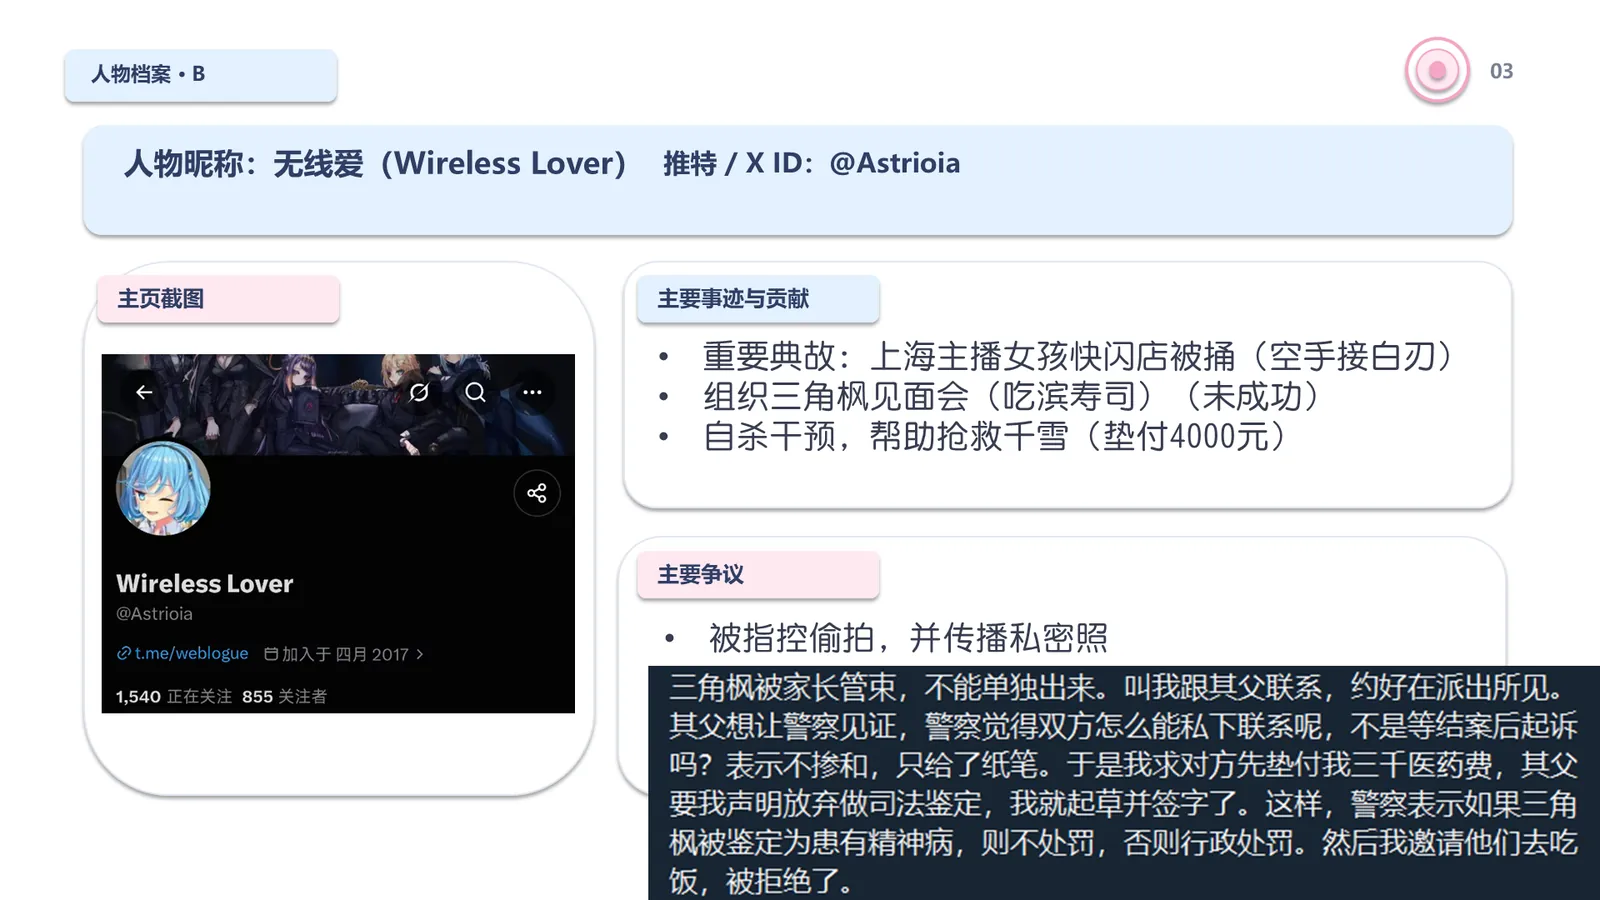 人物档案·B
03
人物昵称：无线爱（Wireless Lover） 推特 / X ID：@Astrioia
主页截图
Wireless Lover
@Astrioia
t.me/weblogue 加入于 四月 2017
1,540 正在关注 855 关注者
主要事迹与贡献
• 重要典故：上海主播女孩快闪店被捅（空手接白刃）
• 组织三角枫见面会（吃滨寿司）（未成功）
• 自杀干预，帮助抢救千雪（垫付4000元）
主要争议
• 被指控偷拍，并传播私密照
三角枫被家长管束，不能单独出来。叫我跟其父联系，约好在派出所见。
其父想让警察见证，警察觉得双方怎么能私下联系呢，不是等结案后起诉
吗？表示不掺和，只给了纸笔。于是我求对方先垫付我三千医药费，其父
要我声明放弃做司法鉴定，我就起草并签字了。这样，警察表示如果三角
枫被鉴定为患有精神病，则不处罚，否则行政处罚。然后我邀请他们去吃
饭，被拒绝了。